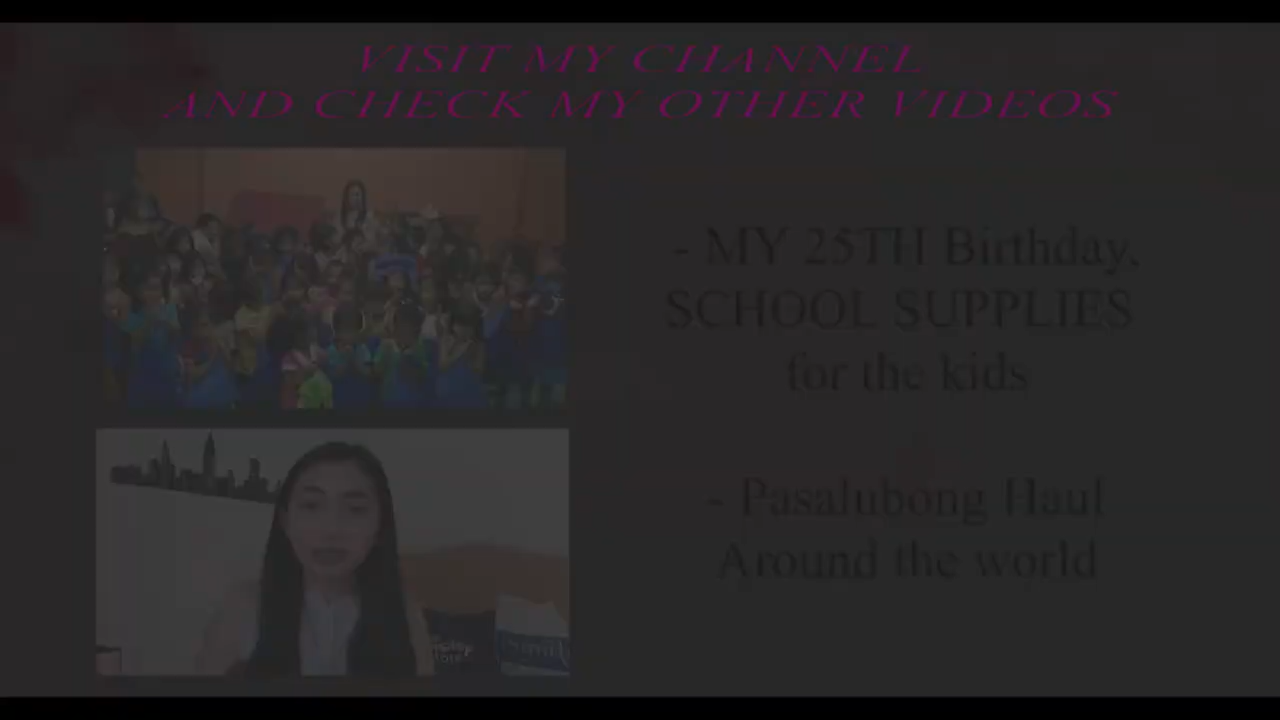 VISIT MY CHANNEL
AND CHECK MY OTHER VIDEOS
- MY 25TH Birthday,
SCHOOL SUPPLIES
for the kids
- Pasalubong Haul
Around the world